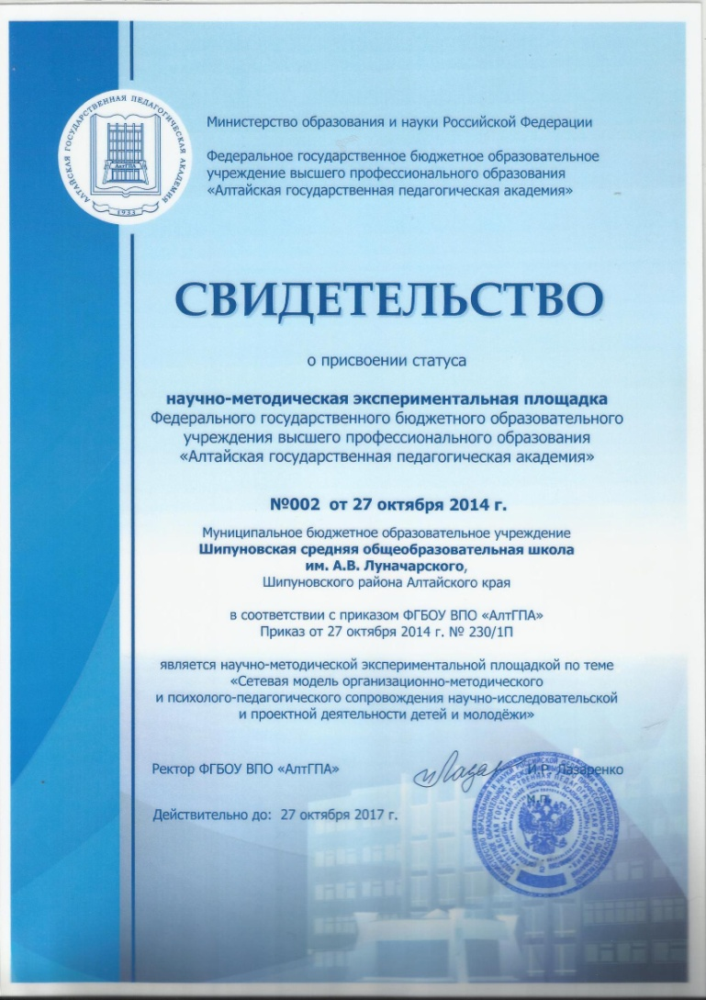 АЛТАЙСКАЯ ГОСУДАРСТВЕННАЯ ПЕДАГОГИЧЕСКАЯ АКАДЕМИЯ
АлтГПА
1933
Министерство образования и науки Российской Федерации
Федеральное государственное бюджетное образовательное
учреждение высшего профессионального образования
«Алтайская государственная педагогическая академия»
СВИДЕТЕЛЬСТВО
о присвоении статуса
научно-методическая экспериментальная площадка
Федерального государственного бюджетного образовательного
учреждения высшего профессионального образования
«Алтайская государственная педагогическая академия»
№002 от 27 октября 2014 г.
Муниципальное бюджетное образовательное учреждение
Шипуновская средняя общеобразовательная школа
им. А.В. Луначарского,
Шипуновского района Алтайского края
в соответствии с приказом ФГБОУ ВПО «АлтГПА»
Приказ от 27 октября 2014 г. № 230/1П
является научно-методической экспериментальной площадкой по теме
«Сетевая модель организационно-методического
и психолого-педагогического сопровождения научно-исследовательской
и проектной деятельности детей и молодёжи»
Ректор ФГБОУ ВПО «АлтГПА» И.Р. Лазаренко
М.П.
Действительно до: 27 октября 2017 г.